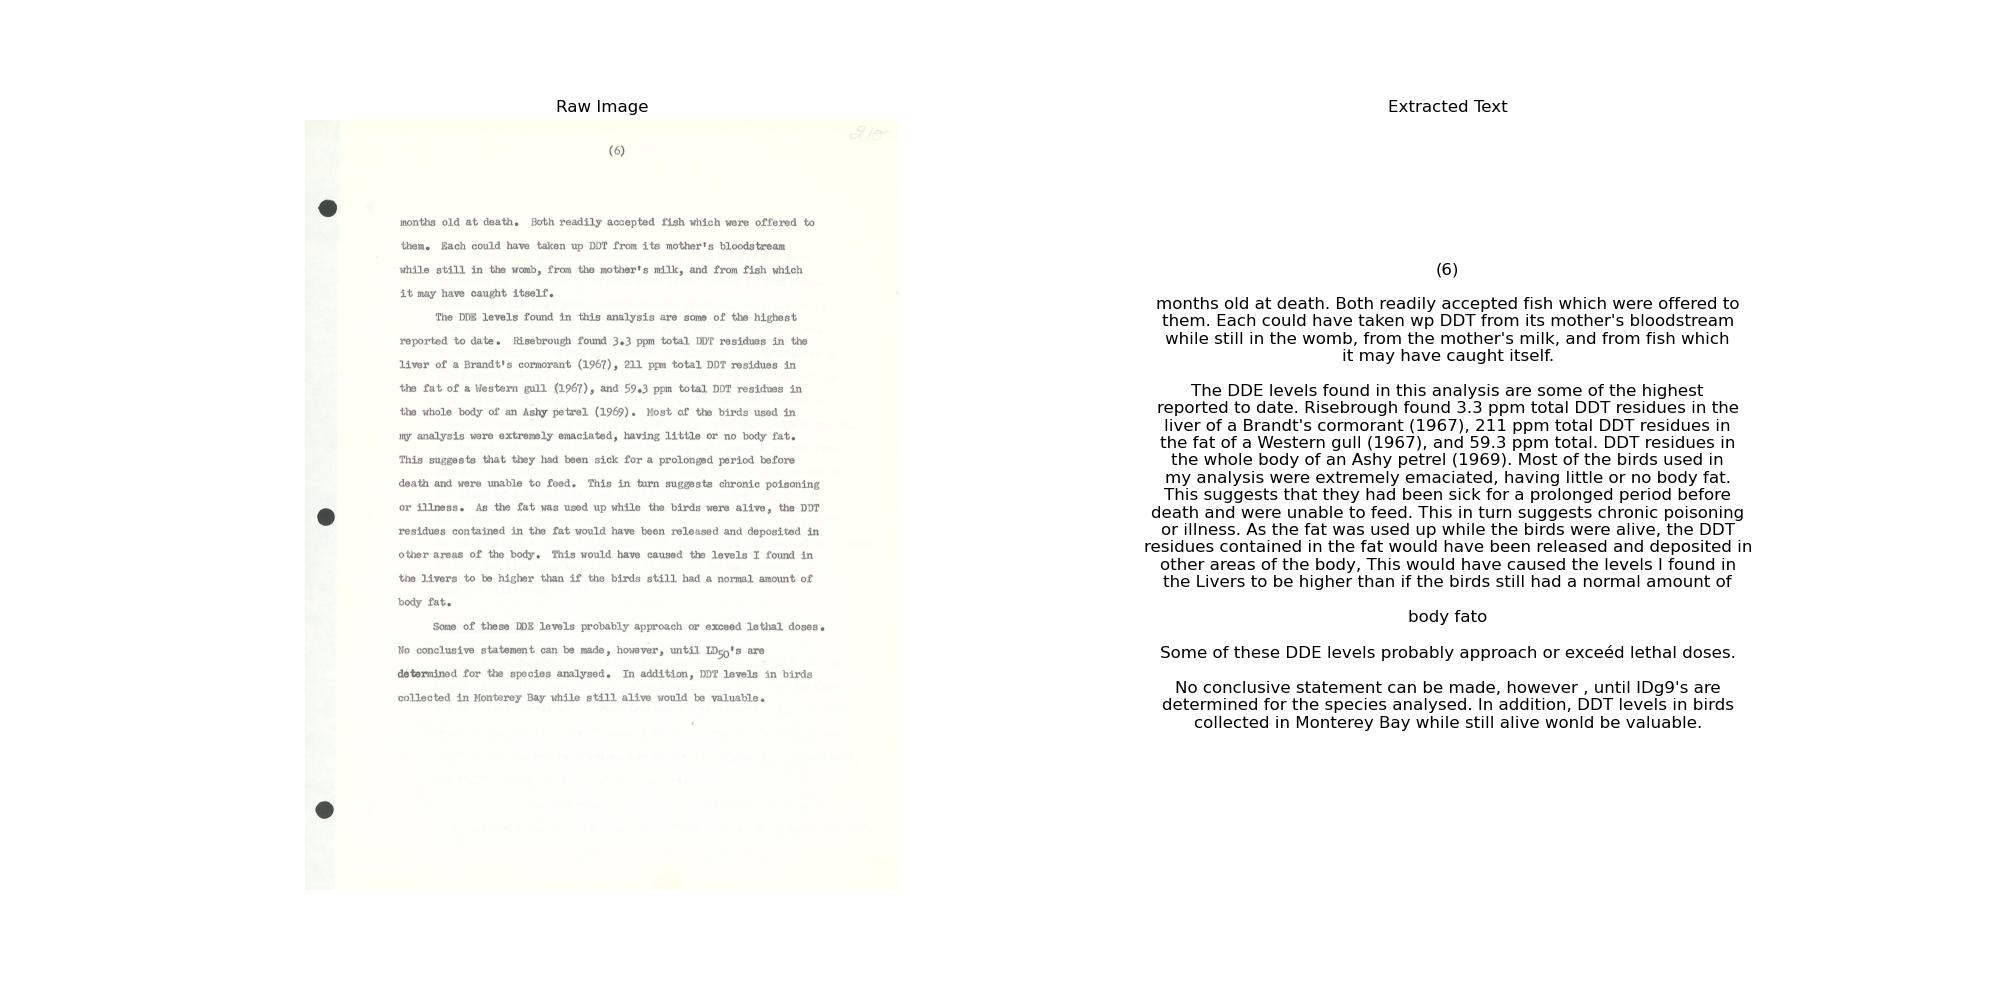 Raw Image
(6)
months old at death. Both readily accepted fish which were offered to
them. Each could have taken up DDT from its mother's bloodstream
while still in the womb, from the mother's milk, and from fish which
it may have caught itself.
The DDE levels found in this analysis are some of the highest
reported to date. Risebrough found 3.3 ppm total DDT residues in the
liver of a Brandt's cormorant (1967), 211 ppm total DDT residues in
the fat of a Western gull (1967), and 59.3 ppm total DDT residues in
the whole body of an Ashy petrel (1969). Most of the birds used in
my analysis were extremely emaciated, having little or no body fat.
This suggests that they had been sick for a prolonged period before
death and were unable to feed. This in turn suggests chronic poisoning
or illness. As the fat was used up while the birds were alive, the DDT
residues contained in the fat would have been released and deposited in
other areas of the body. This would have caused the levels I found in
the livers to be higher than if the birds still had a normal amount of
body fat.
Some of these DDE levels probably approach or exceed lethal doses.
No conclusive statement can be made, however, until LD50's are
determined for the species analysed. In addition, DDT levels in birds
collected in Monterey Bay while still alive would be valuable.
Extracted Text
(6)
months old at death. Both readily accepted fish which were offered to
them. Each could have taken wp DDT from its mother's bloodstream
while still in the womb, from the mother's milk, and from fish which
it may have caught itself.
The DDE levels found in this analysis are some of the highest
reported to date. Risebrough found 3.3 ppm total DDT residues in the
liver of a Brandt's cormorant (1967), 211 ppm total DDT residues in
the fat of a Western gull (1967), and 59.3 ppm total. DDT residues in
the whole body of an Ashy petrel (1969). Most of the birds used in
my analysis were extremely emaciated, having little or no body fat.
This suggests that they had been sick for a prolonged period before
death and were unable to feed. This in turn suggests chronic poisoning
or illness. As the fat was used up while the birds were alive, the DDT
residues contained in the fat would have been released and deposited in
other areas of the body, This would have caused the levels I found in
the Livers to be higher than if the birds still had a normal amount of
body fato
Some of these DDE levels probably approach or exceéd lethal doses.
No conclusive statement can be made, however , until lDg9's are
determined for the species analysed. In addition, DDT levels in birds
collected in Monterey Bay while still alive wonld be valuable.